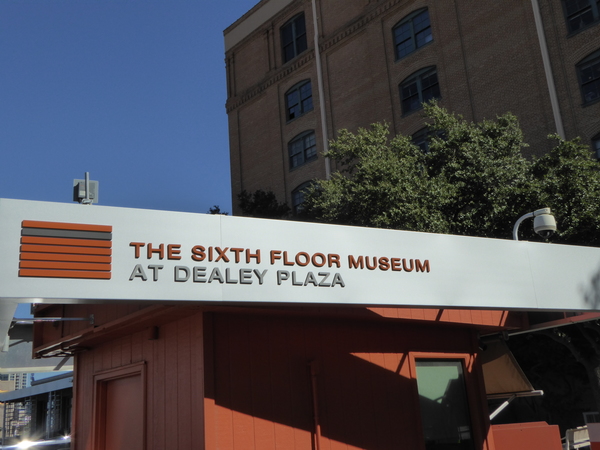 THE SIXTH FLOOR MUSEUM
AT DEALEY PLAZA